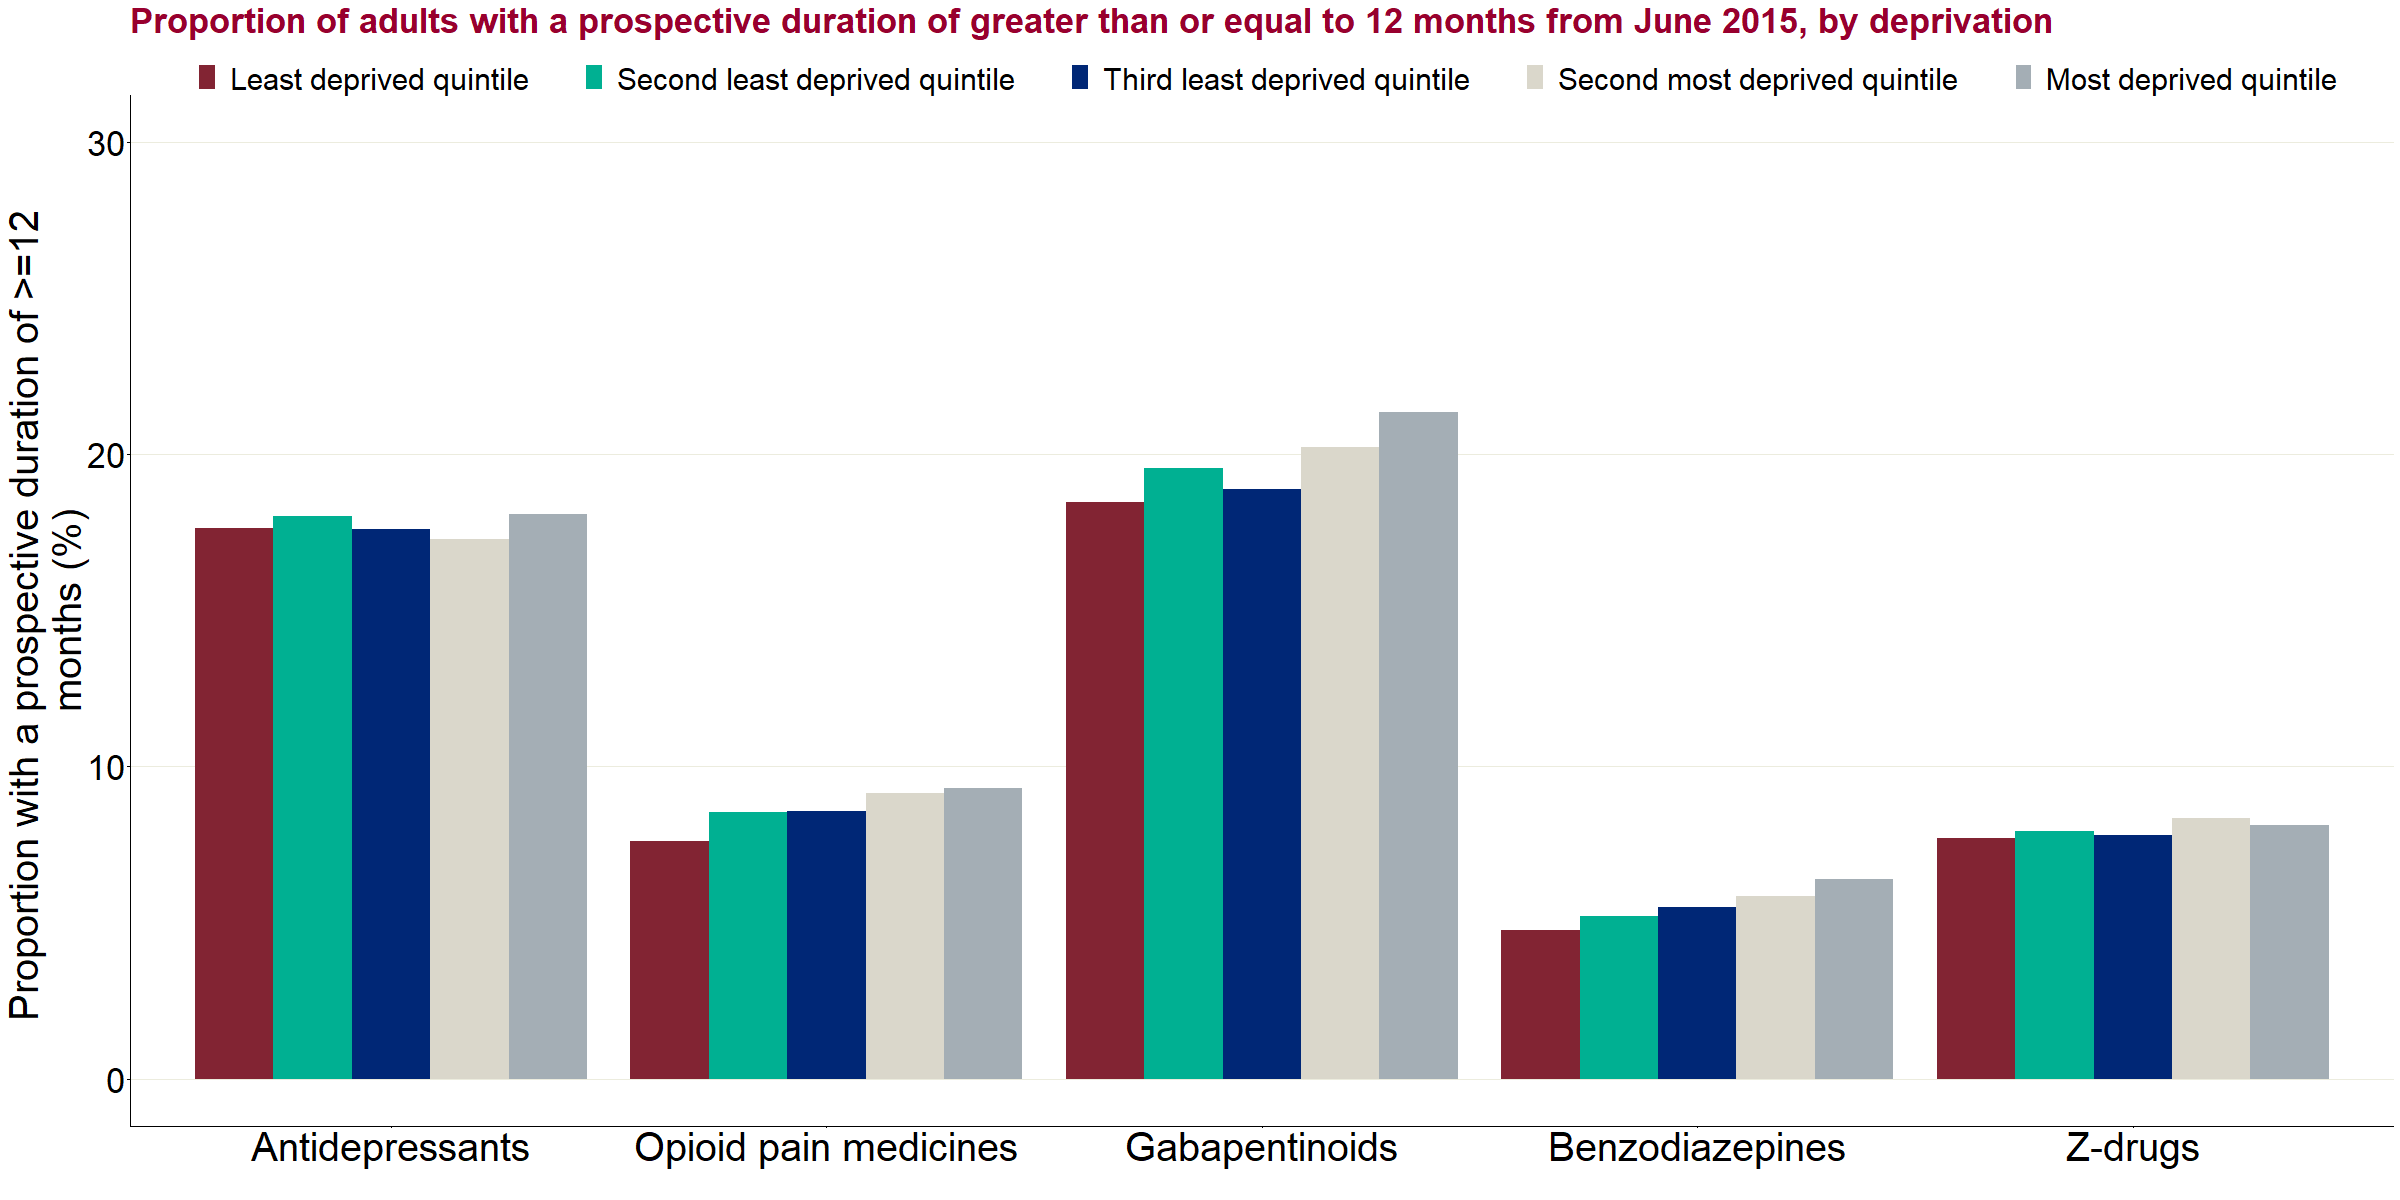 Proportion of adults with a prospective duration of greater than or equal to 12 months from June 2015, by deprivation
Least deprived quintile Second least deprived quintile Third least deprived quintile Second most deprived quintile Most deprived quintile
Proportion with a prospective duration of >=12
months (%)
30
20
10
0
Antidepressants Opioid pain medicines Gabapentinoids Benzodiazepines Z-drugs